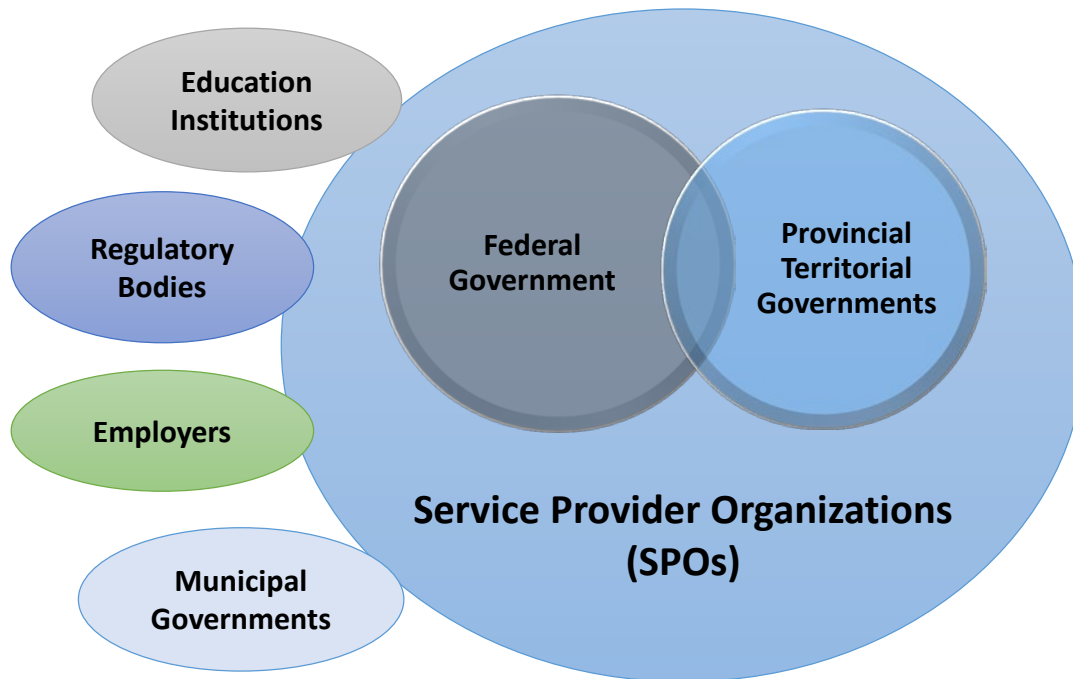 Education
Institutions
Regulatory
Bodies
Employers
Municipal
Governments
Federal
Government
Provincial
Territorial
Governments
Service Provider Organizations
(SPOs)